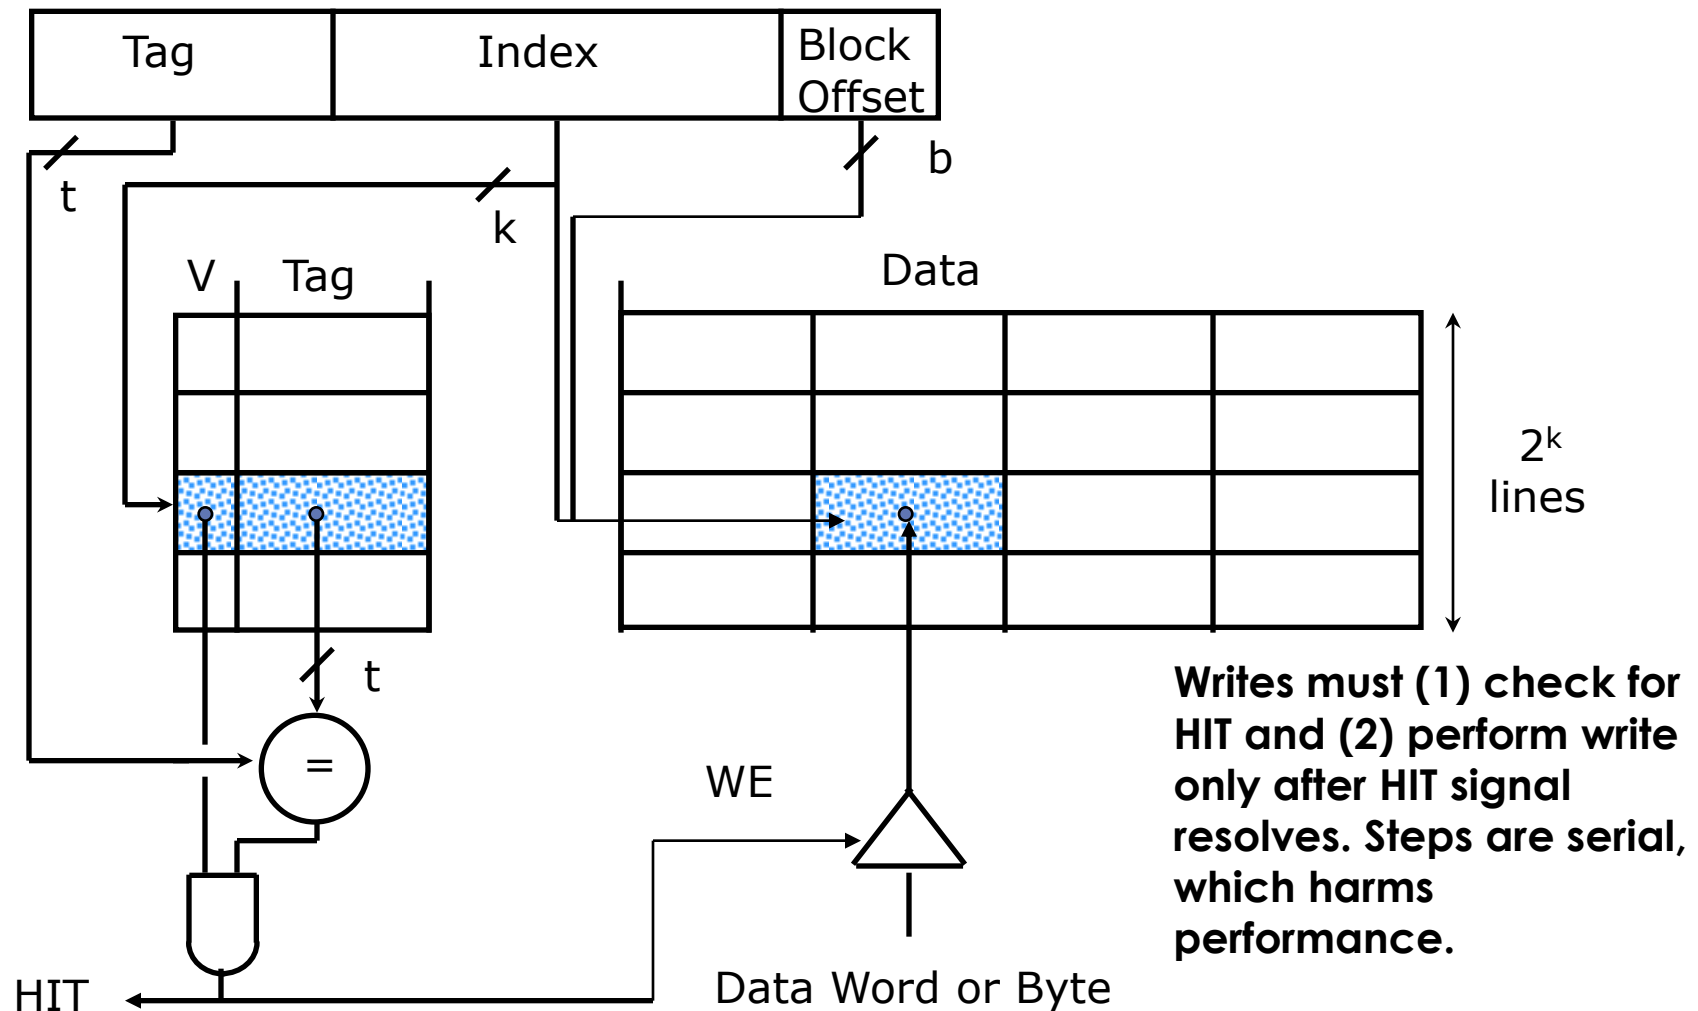 Tag
Index
Block
Offset
t
k
b
V
Tag
Data
2ᵏ
lines
t
=
WE
HIT
Data Word or Byte
Writes must (1) check for
HIT and (2) perform write
only after HIT signal
resolves. Steps are serial,
which harms
performance.